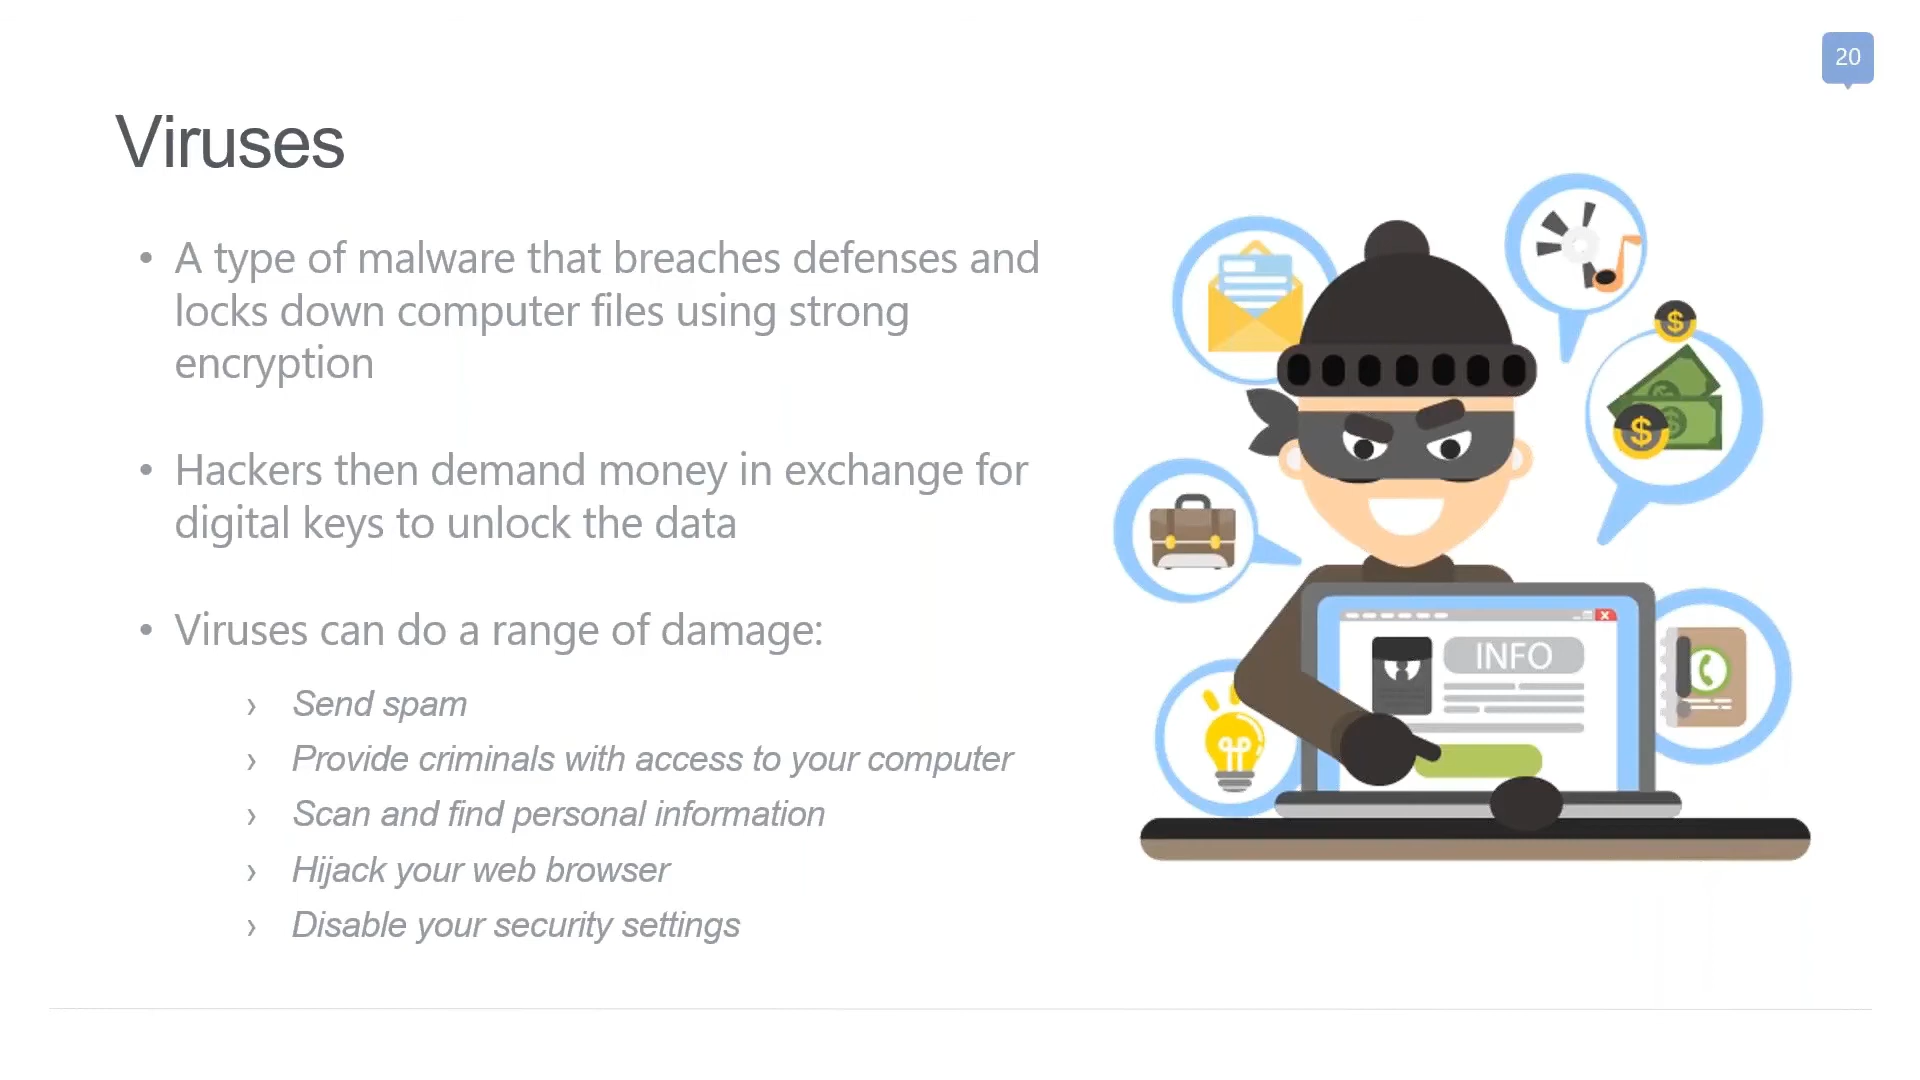 20
Viruses
• A type of malware that breaches defenses and
locks down computer files using strong
encryption
• Hackers then demand money in exchange for
digital keys to unlock the data
• Viruses can do a range of damage:
› Send spam
› Provide criminals with access to your computer
› Scan and find personal information
› Hijack your web browser
› Disable your security settings
$
$
INFO